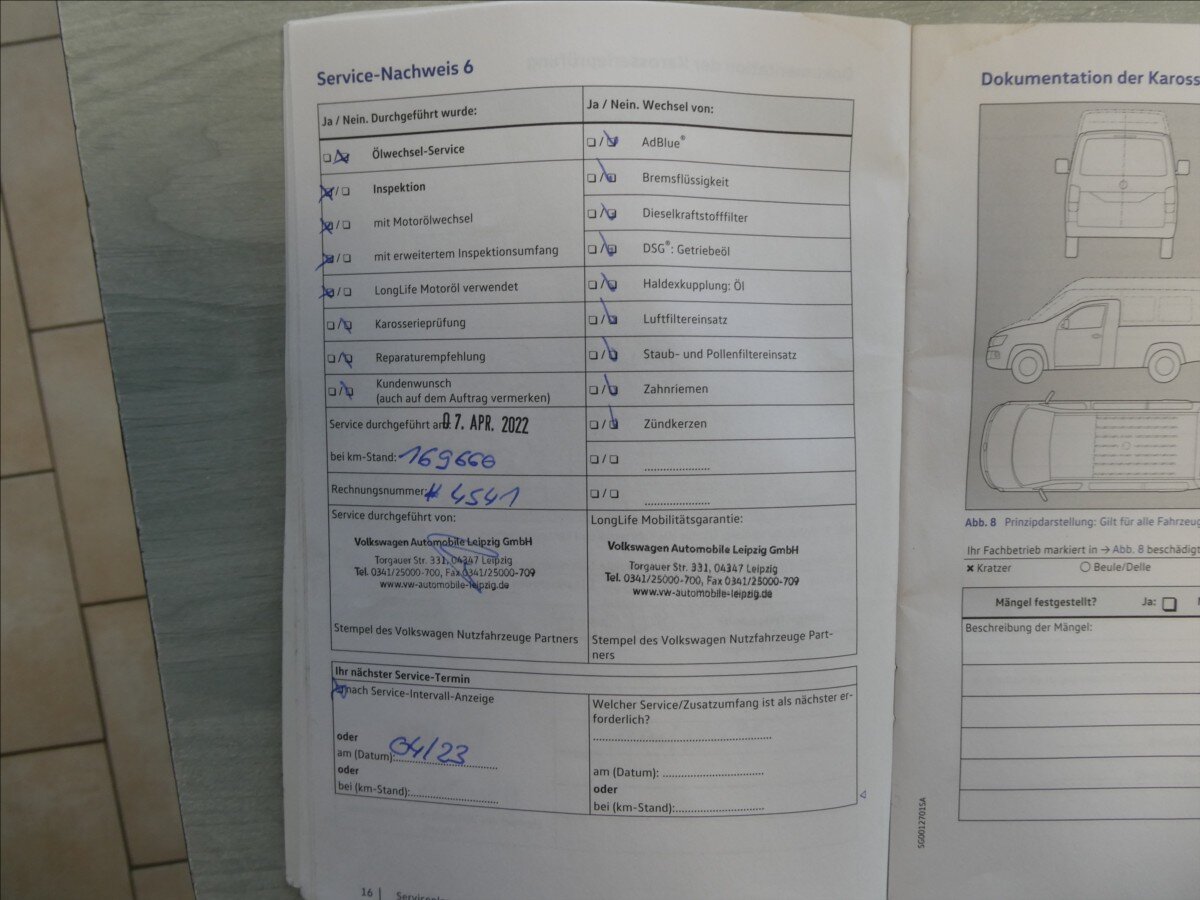 Service-Nachweis 6
Ja / Nein. Durchgeführt wurde:
Ölwechsel-Service
Inspektion
mit Motorölwechsel
mit erweitertem Inspektionsumfang
LongLife Motoröl verwendet
Karosserieprüfung
Reparaturempfehlung
Kundenwunsch
(auch auf dem Auftrag vermerken)
Service durchgeführt am: 07. APR. 2022
bei km-Stand: 169660
Rechnungsnummer: # 4541
Service durchgeführt von:
Volkswagen Automobile Leipzig GmbH
Torgauer Str. 331, 04347 Leipzig
Tel. 0341/25000-700, Fax 0341/25000-709
www.vw-automobile-leipzig.de
Stempel des Volkswagen Nutzfahrzeuge Partners
Ja / Nein. Wechsel von:
AdBlue®
Bremsflüssigkeit
Dieselkraftstofffilter
DSG®: Getriebeöl
Haldexkupplung: Öl
Luftfiltereinsatz
Staub- und Pollenfiltereinsatz
Zahnriemen
Zündkerzen
LongLife Mobilitätsgarantie:
Volkswagen Automobile Leipzig GmbH
Torgauer Str. 331, 04347 Leipzig
Tel. 0341/25000-700, Fax 0341/25000-709
www.vw-automobile-leipzig.de
Stempel des Volkswagen Nutzfahrzeuge Part-
ners
Ihr nächster Service-Termin
nach Service-Intervall-Anzeige
oder
am (Datum): 04/23
oder
bei (km-Stand):
Welcher Service/Zusatzumfang ist als nächster er-
forderlich?
am (Datum):
oder
bei (km-Stand):
16
Dokumentation der Kaross
Abb. 8 Prinzipdarstellung: Gilt für alle Fahrzeug
Ihr Fachbetrieb markiert in → Abb. 8 beschädigt
× Kratzer
Beule/Delle
Mängel festgestellt? Ja:
Beschreibung der Mängel:
5G0012701SA